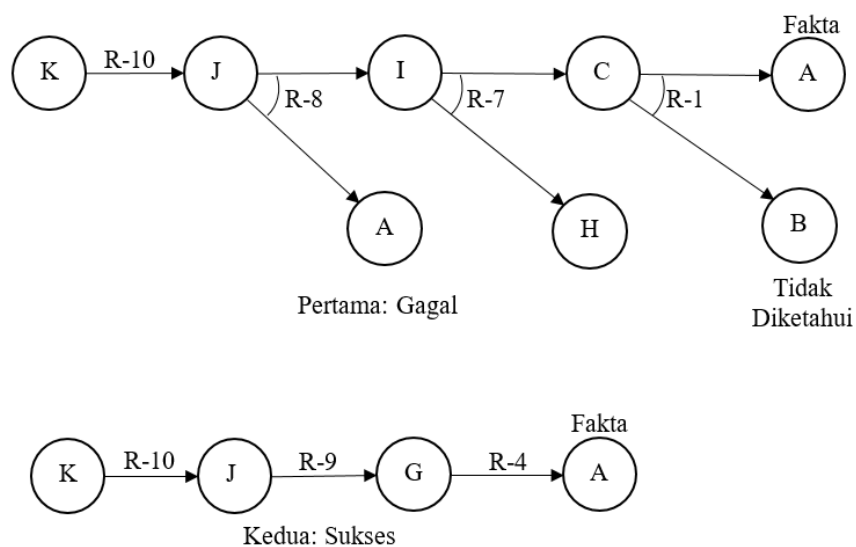 Fakta
K
R-10
J
R-8
I
R-7
C
R-1
A
A
H
B
Pertama: Gagal
Tidak
Diketahui
Fakta
K
R-10
J
R-9
G
R-4
A
Kedua: Sukses